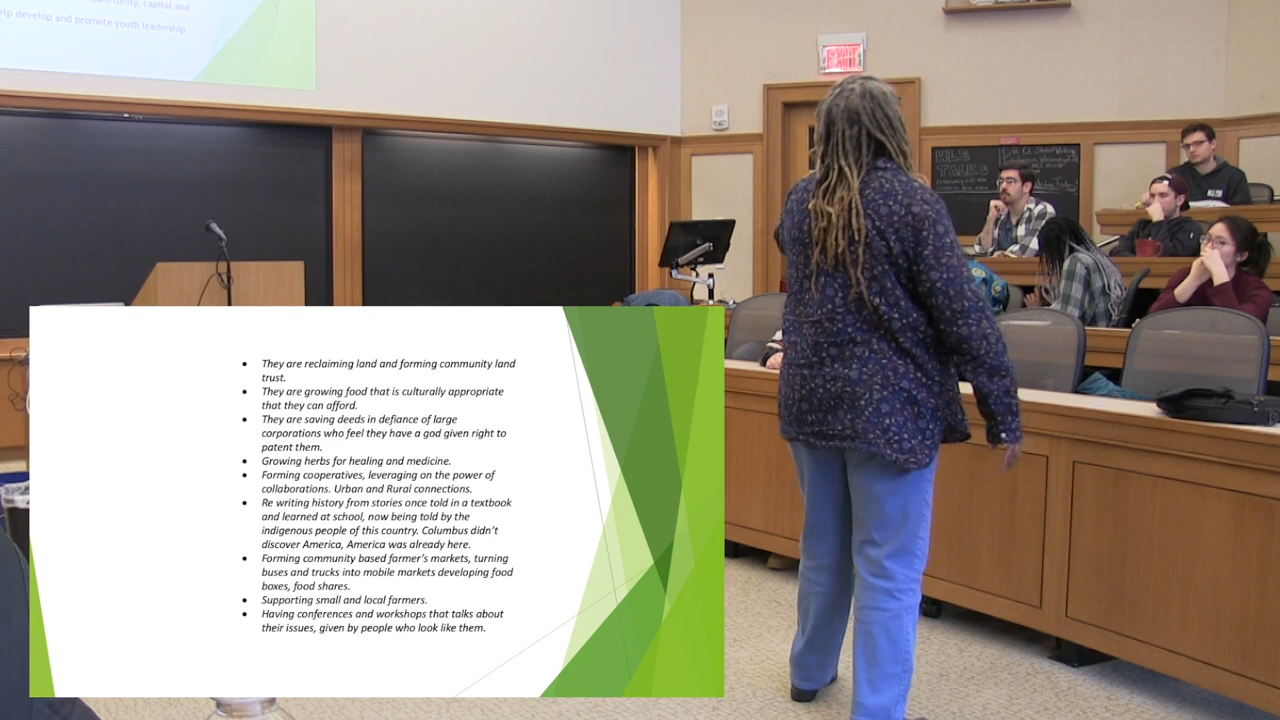 opportunity, capital and
help develop and promote youth leadership
EXIT
TALKS
• They are reclaiming land and forming community land
trust.
• They are growing food that is culturally appropriate
that they can afford.
• They are saving deeds in defiance of large
corporations who feel they have a god given right to
patent them.
• Growing herbs for healing and medicine.
• Forming cooperatives, leveraging on the power of
collaborations. Urban and Rural connections.
• Re writing history from stories once told in a textbook
and learned at school, now being told by the
indigenous people of this country. Columbus didn't
discover America, America was already here.
• Forming community based farmer's markets, turning
buses and trucks into mobile markets developing food
boxes, food shares.
• Supporting small and local farmers.
• Having conferences and workshops that talks about
their issues, given by people who look like them.